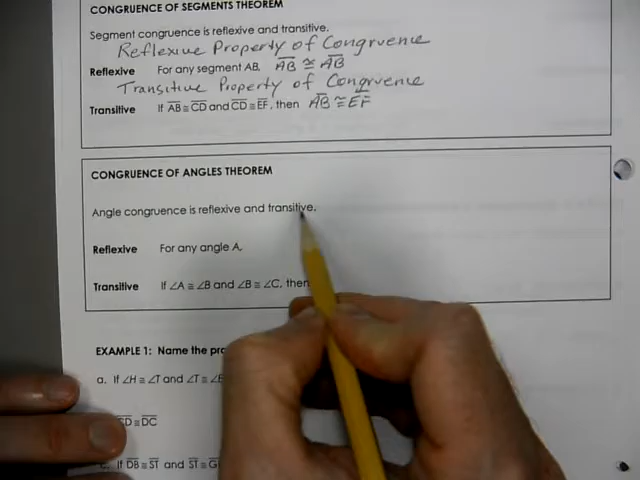 CONGRUENCE OF SEGMENTS THEOREM
Segment congruence is reflexive and transitive.
Reflexive Property of Congruence
Reflexive For any segment AB, AB ≅ AB
Transitive Property of Congruence
Transitive If AB ≅ CD and CD ≅ EF, then AB ≅ EF
CONGRUENCE OF ANGLES THEOREM
Angle congruence is reflexive and transitive.
Reflexive For any angle A,
Transitive If ∠A ≅ ∠B and ∠B ≅ ∠C, then
EXAMPLE 1: Name the
a. If ∠H ≅ ∠T and ∠T ≅
≅ DC
If DB ≅ ST and ST ≅